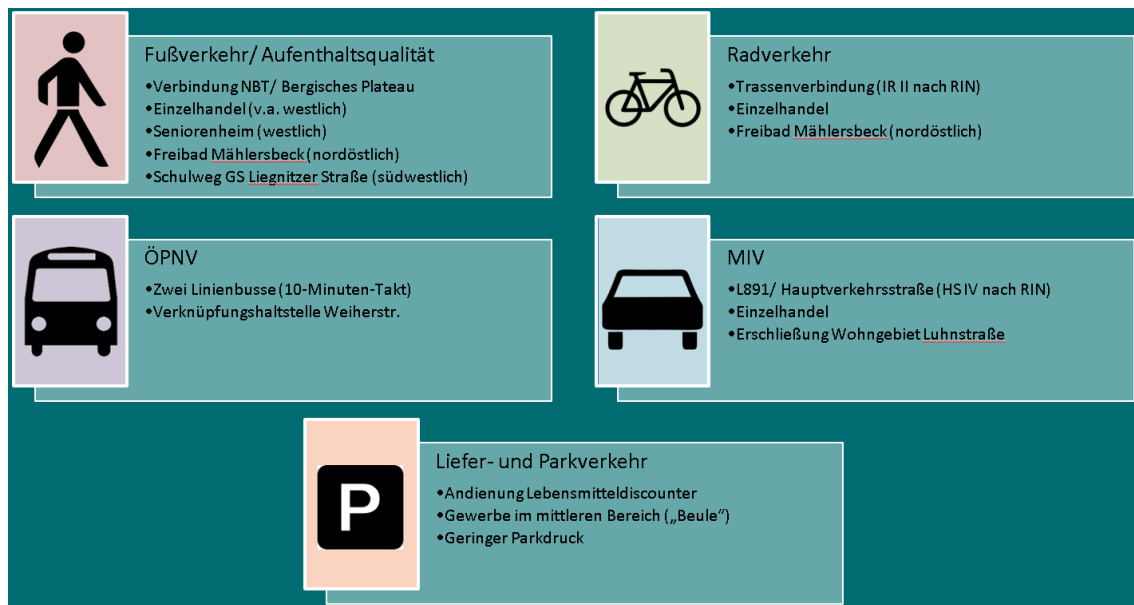 Fußverkehr/ Aufenthaltsqualität
•Verbindung NBT/ Bergisches Plateau
•Einzelhandel (v.a. westlich)
•Seniorenheim (westlich)
•Freibad Mählersbeck (nordöstlich)
•Schulweg GS Liegnitzer Straße (südwestlich)
Radverkehr
•Trassenverbindung (IR II nach RIN)
•Einzelhandel
•Freibad Mählersbeck (nordöstlich)
ÖPNV
•Zwei Linienbusse (10-Minuten-Takt)
•Verknüpfungshaltstelle Weiherstr.
MIV
•L891/ Hauptverkehrsstraße (HS IV nach RIN)
•Einzelhandel
•Erschließung Wohngebiet Luhnstraße
P
Liefer- und Parkverkehr
•Andienung Lebensmitteldiscounter
•Gewerbe im mittleren Bereich („Beule“)
•Geringer Parkdruck